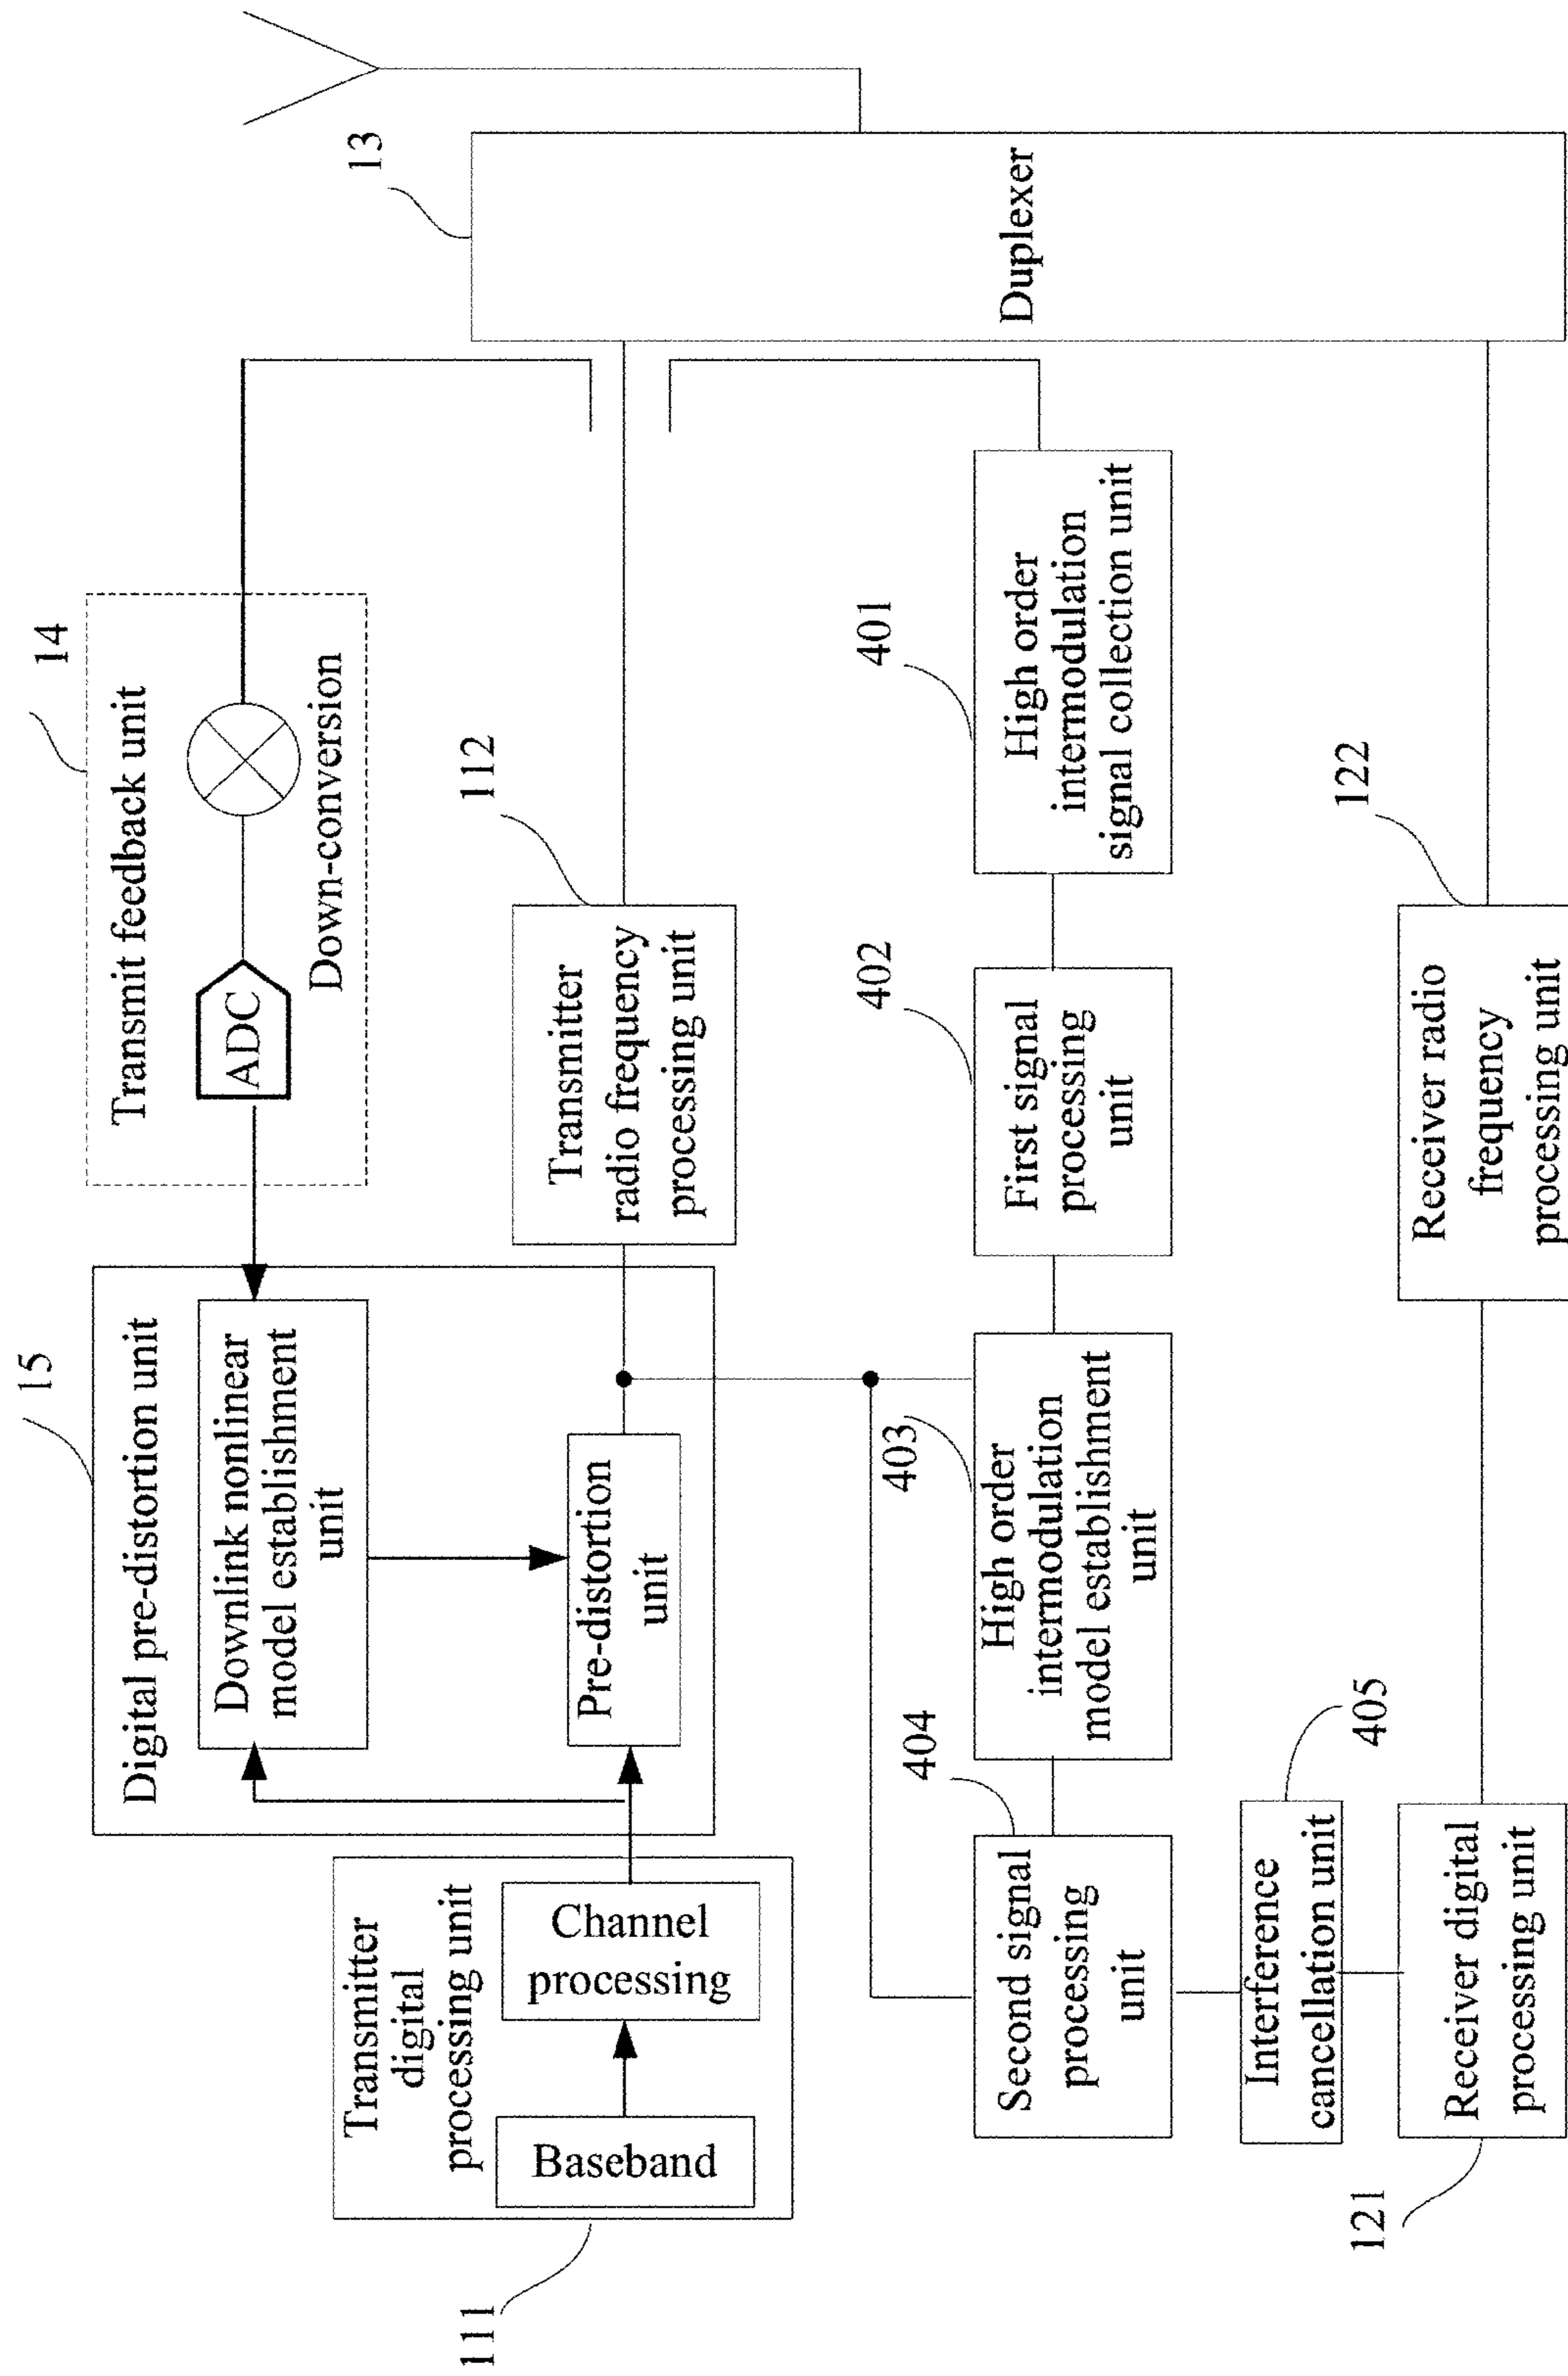 14
Transmit feedback unit
ADC
Down-conversion
13
Duplexer
15
Digital pre-distortion unit
Downlink nonlinear
model establishment
unit
Pre-distortion
unit
112
Transmitter
radio frequency
processing unit
111
Transmitter
digital
processing unit
Baseband
Channel
processing
404
Second signal
processing
unit
403
High order
intermodulation
model establishment
unit
402
First signal
processing
unit
401
High order
intermodulation
signal collection unit
405
Interference
cancellation unit
121
Receiver digital
processing unit
122
Receiver radio
frequency
processing unit